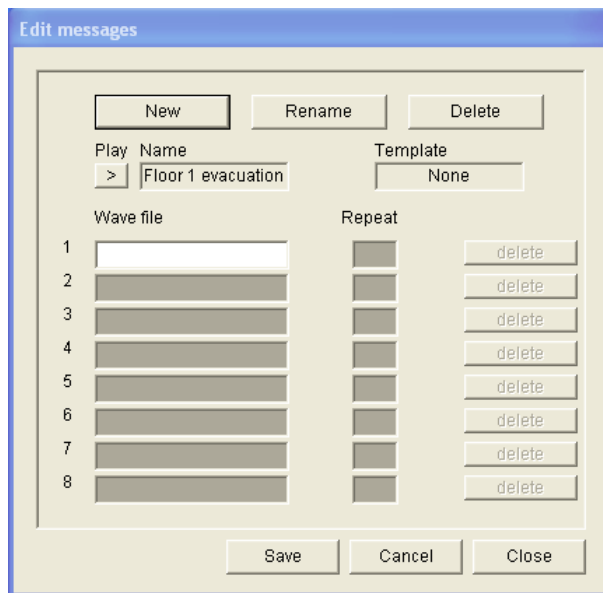 Edit messages
New Rename Delete
Play Name Template
> Floor 1 evacuation None
Wave file Repeat
1 delete
2 delete
3 delete
4 delete
5 delete
6 delete
7 delete
8 delete
Save Cancel Close